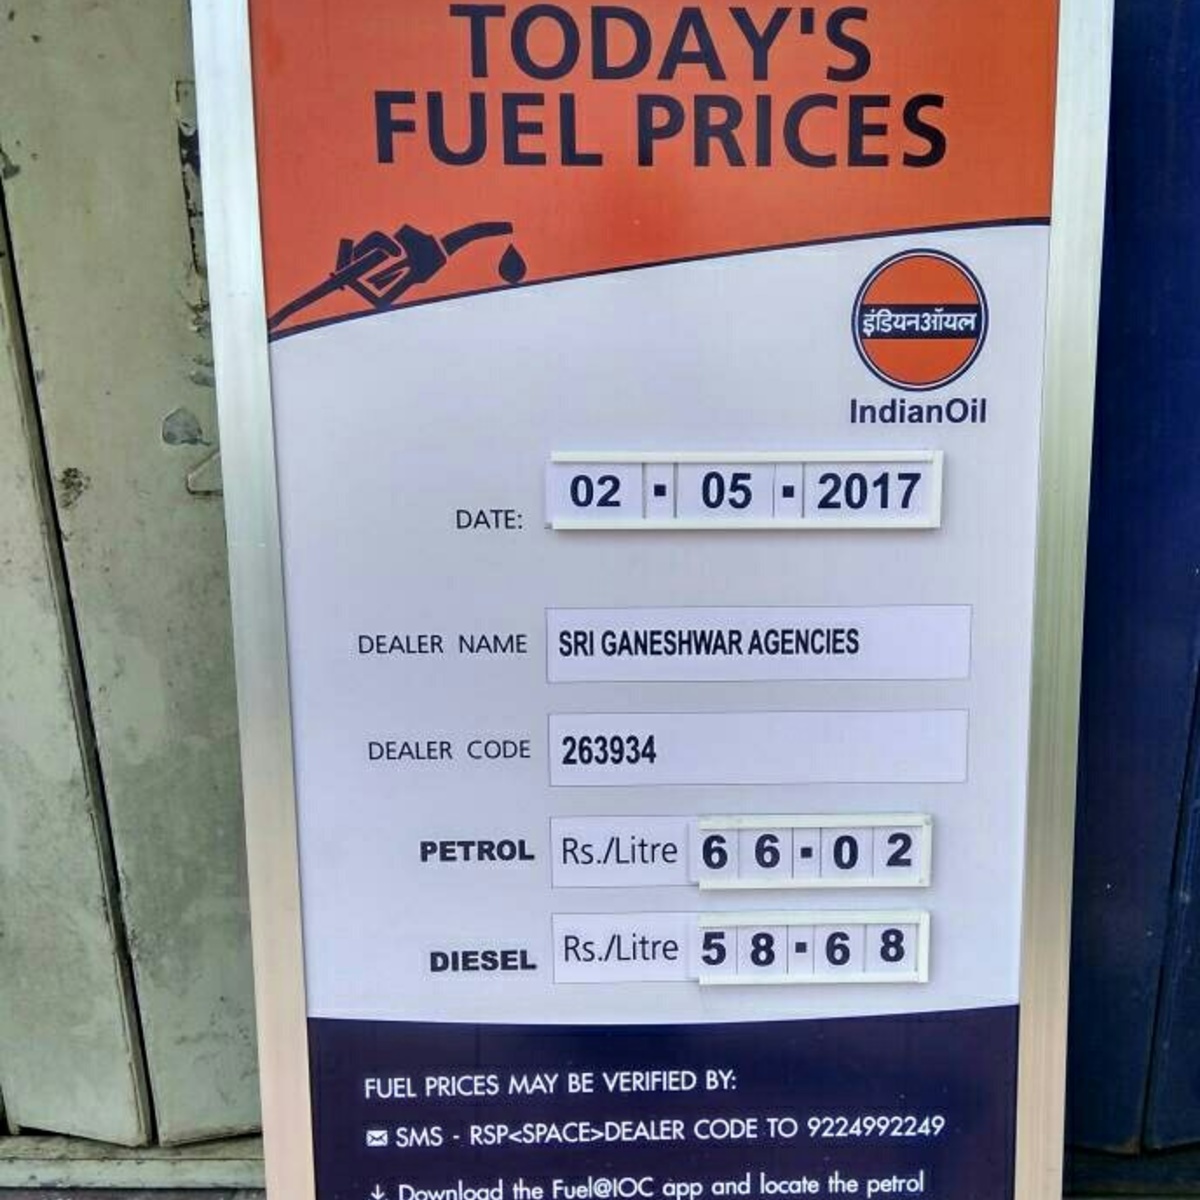 TODAY'S
FUEL PRICES
इंडियनऑयल
IndianOil
DATE: 02 · 05 · 2017
DEALER NAME SRI GANESHWAR AGENCIES
DEALER CODE 263934
PETROL Rs./Litre 66·02
DIESEL Rs./Litre 58·68
FUEL PRICES MAY BE VERIFIED BY:
SMS - RSP<SPACE>DEALER CODE TO 9224992249
Download the Fuel@IOC app and locate the petrol